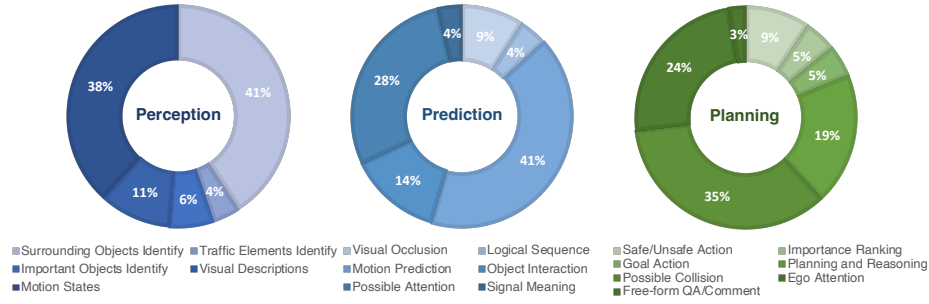 41%
4%
6%
11%
38%
Perception
9%
4%
41%
14%
28%
4%
Prediction
9%
5%
5%
19%
35%
24%
3%
Planning
Surrounding Objects Identify
Traffic Elements Identify
Important Objects Identify
Visual Descriptions
Motion States
Visual Occlusion
Logical Sequence
Motion Prediction
Object Interaction
Possible Attention
Signal Meaning
Safe/Unsafe Action
Importance Ranking
Goal Action
Planning and Reasoning
Possible Collision
Ego Attention
Free-form QA/Comment